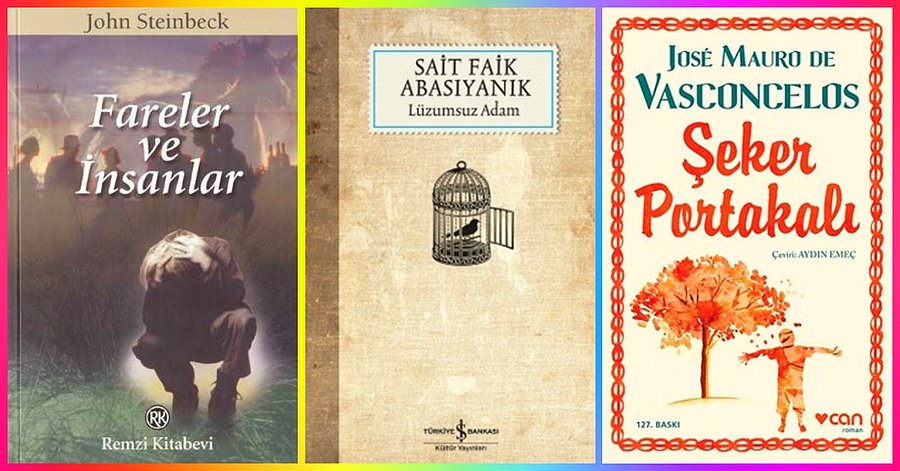 John Steinbeck
Fareler
ve
İnsanlar
RK
Remzi Kitabevi
SAİT FAİK
ABASIYANIK
Lüzumsuz Adam
TÜRKİYE İŞ BANKASI
Kültür Yayınları
JOSÉ MAURO DE
VASCONCELOS
Şeker
Portakalı
Çeviri: AYDIN EMEÇ
127. BASKI
can
roman